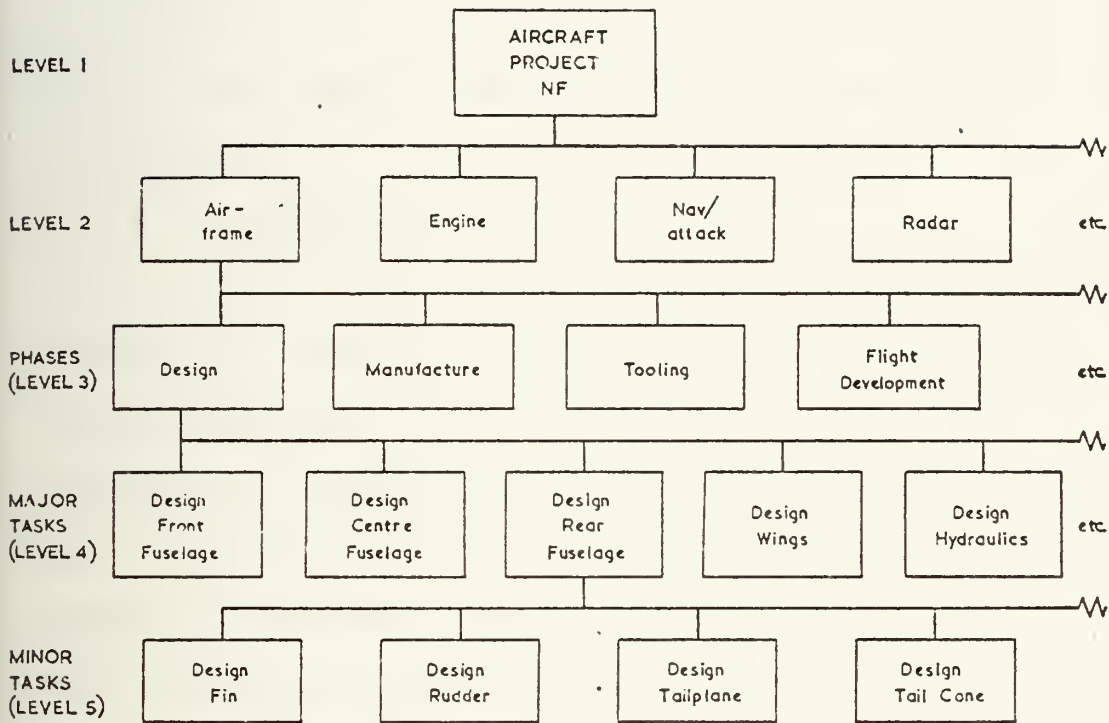 LEVEL 1
AIRCRAFT
PROJECT
NF
LEVEL 2
Air-
frame
Engine
Nav/
attack
Radar
etc
PHASES
(LEVEL 3)
Design
Manufacture
Tooling
Flight
Development
etc
MAJOR
TASKS
(LEVEL 4)
Design
Front
Fuselage
Design
Centre
Fuselage
Design
Rear
Fuselage
Design
Wings
Design
Hydraulics
etc
MINOR
TASKS
(LEVEL 5)
Design
Fin
Design
Rudder
Design
Tailplane
Design
Tail Cone